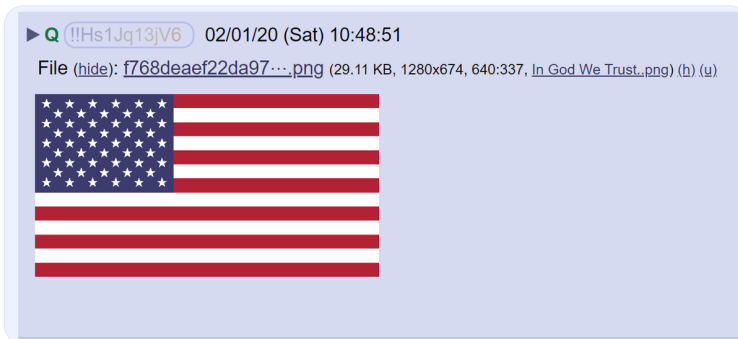 Q !!Hs1Jq13jV6 02/01/20 (Sat) 10:48:51
File (hide): f768deaef22da97⋯.png (29.11 KB, 1280x674, 640:337, In God We Trust..png) (h) (u)